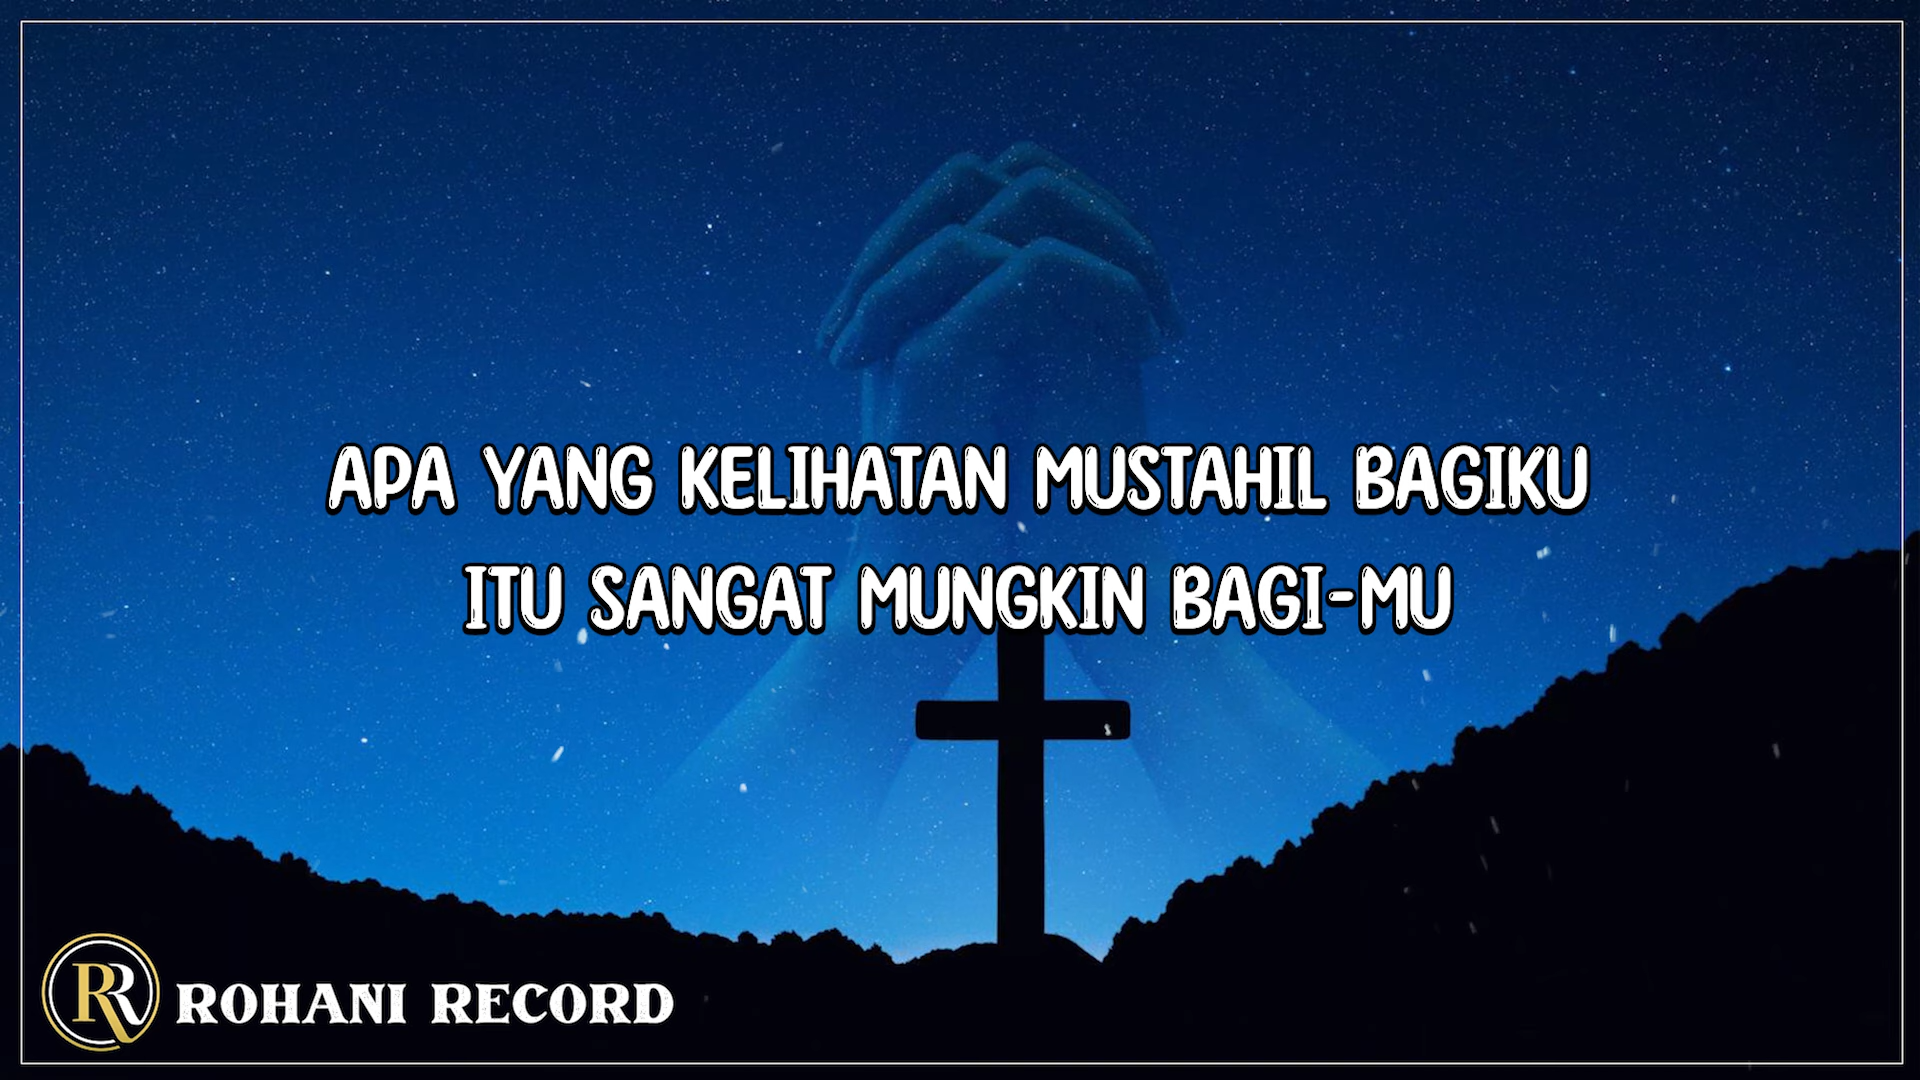 APA YANG KELIHATAN MUSTAHIL BAGIKU
ITU SANGAT MUNGKIN BAGI-MU
RR ROHANI RECORD